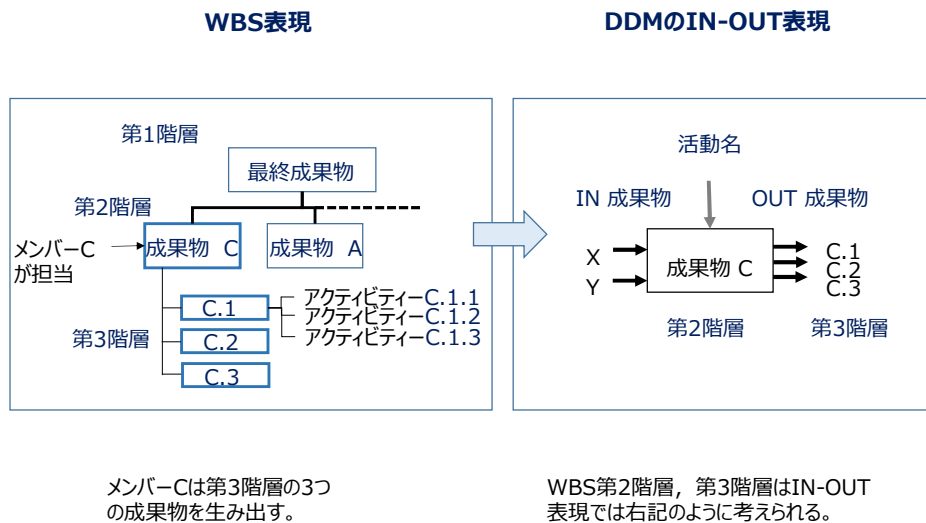 WBS表現
DDMのIN-OUT表現
第1階層
最終成果物
第2階層
メンバーC
が担当
成果物 C
成果物 A
C.1
アクティビティーC.1.1
アクティビティーC.1.2
アクティビティーC.1.3
第3階層
C.2
C.3
活動名
IN 成果物
OUT 成果物
X
Y
成果物 C
C.1
C.2
C.3
第2階層
第3階層
メンバーCは第3階層の3つ
の成果物を生み出す。
WBS第2階層，第3階層はIN-OUT
表現では右記のように考えられる。